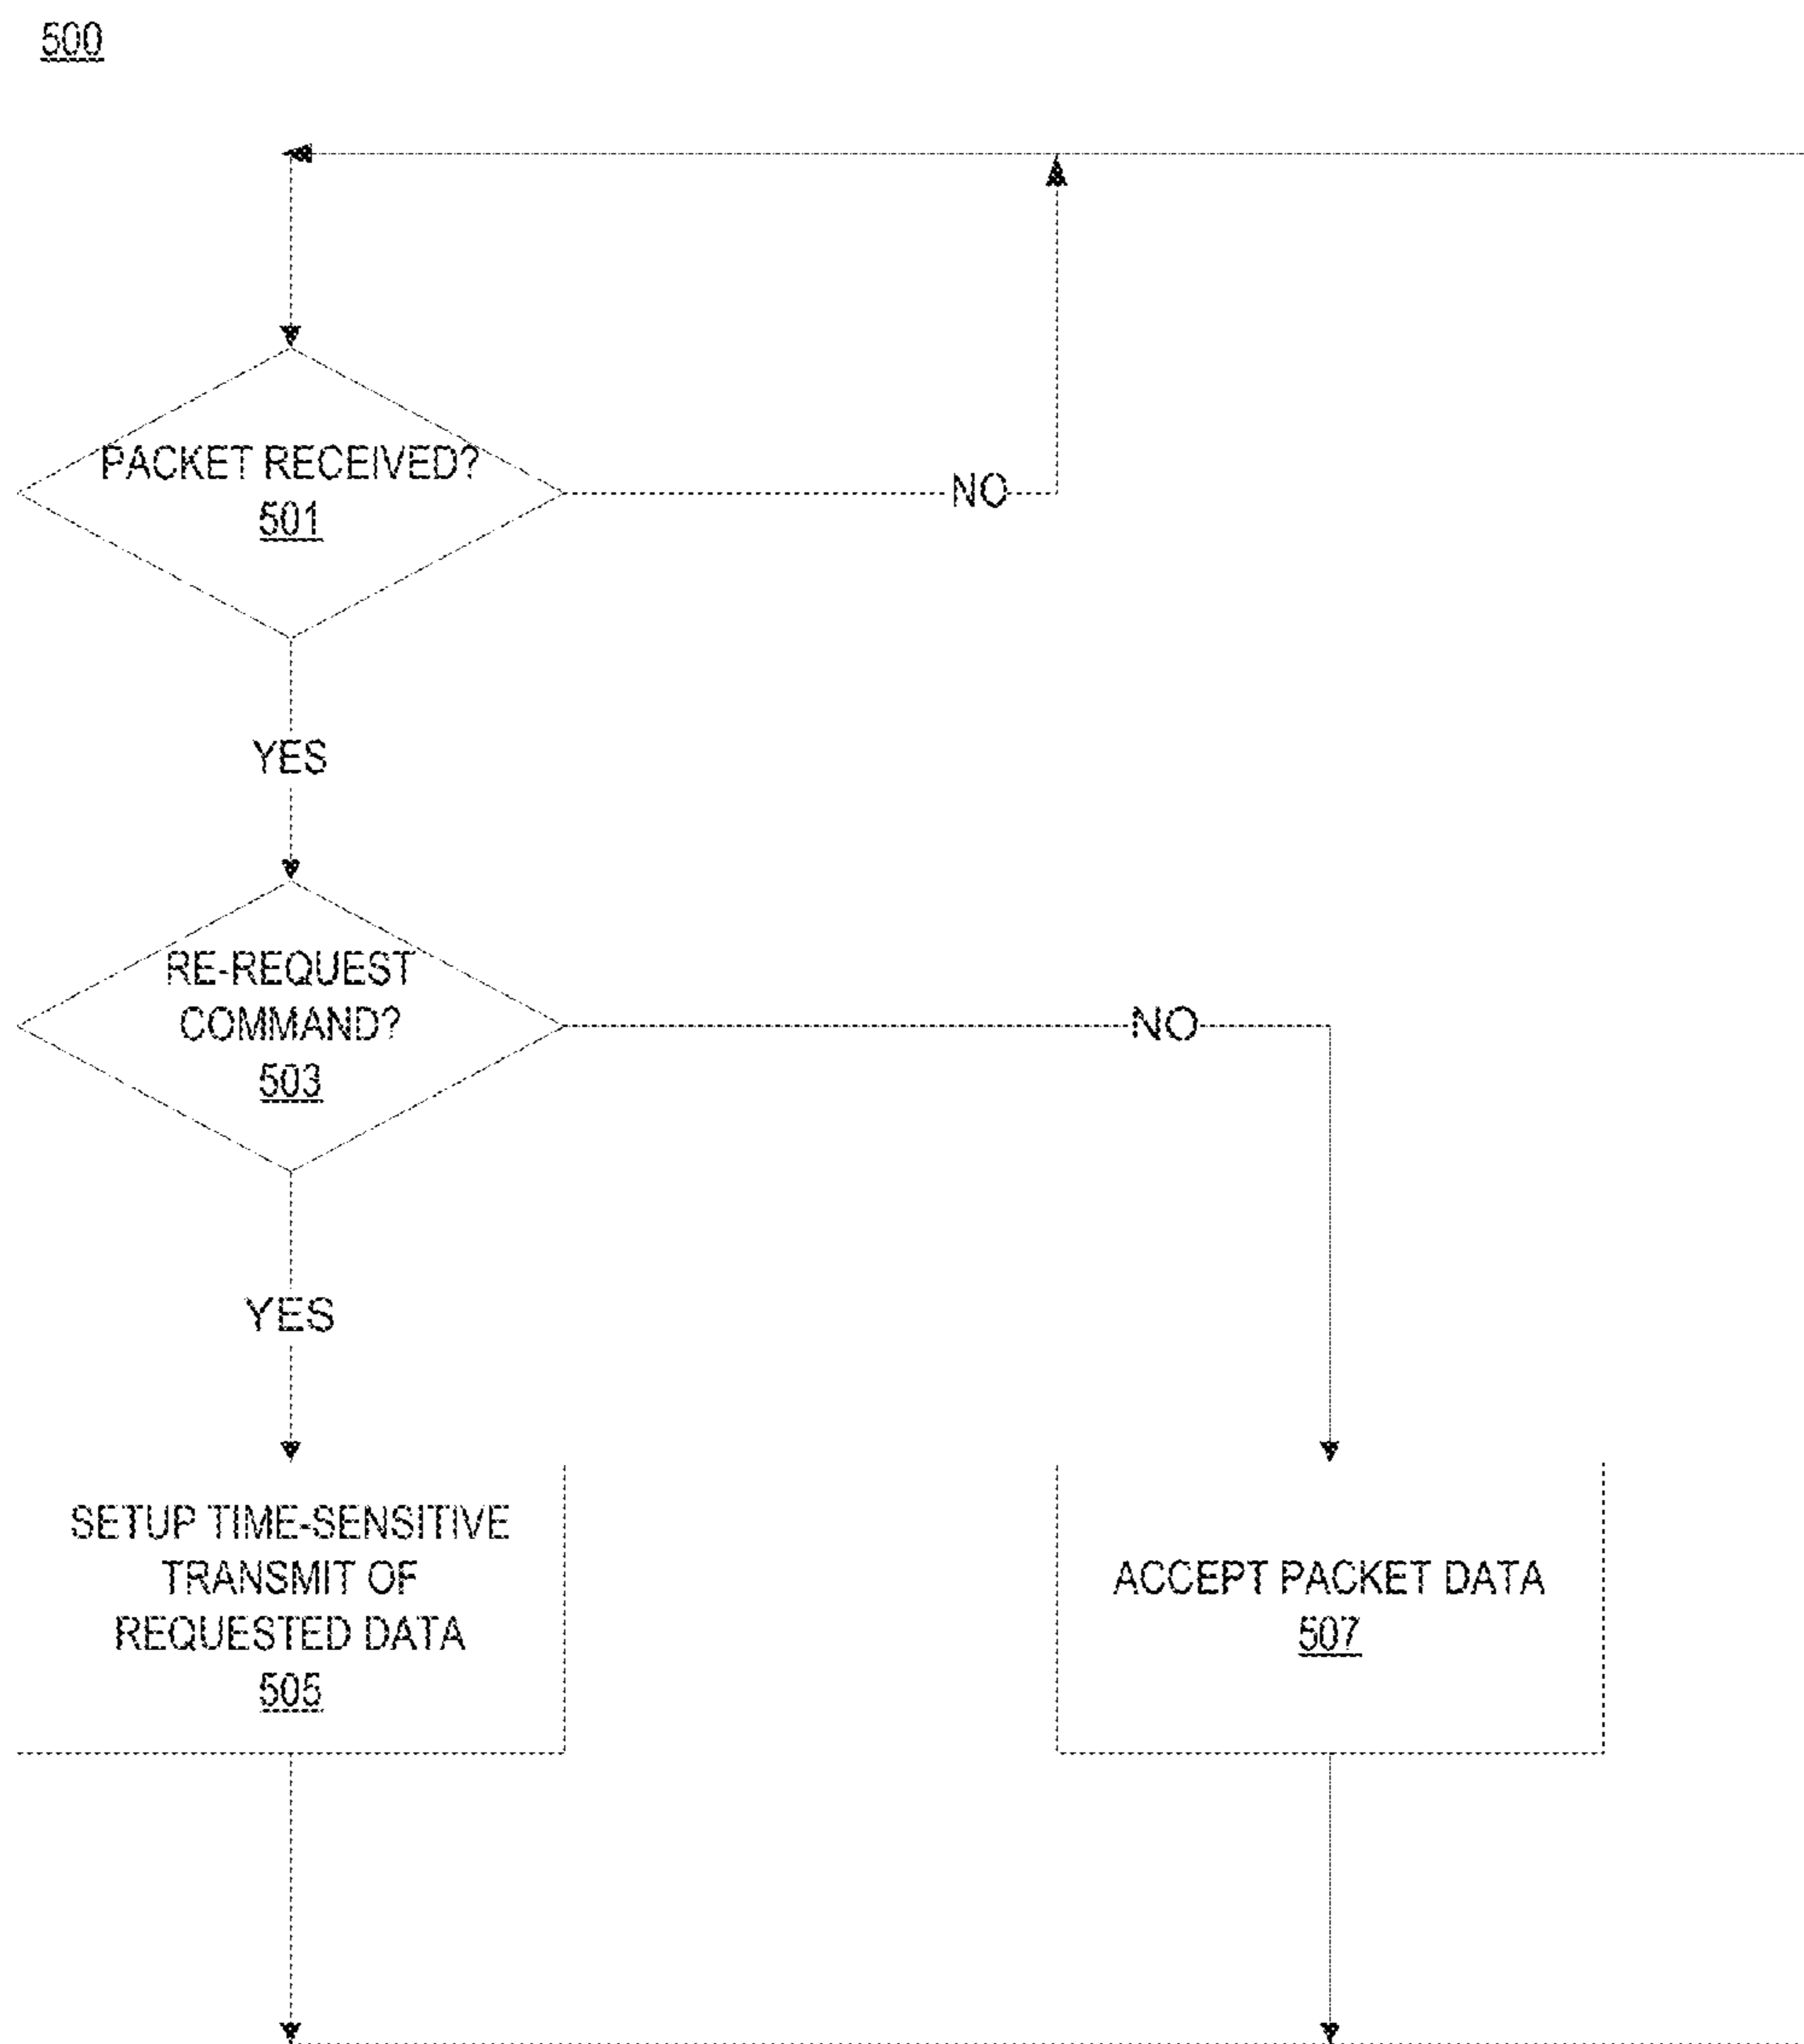 500
PACKET RECEIVED?
501
NO
YES
RE-REQUEST
COMMAND?
503
NO
YES
SETUP TIME-SENSITIVE
TRANSMIT OF
REQUESTED DATA
505
ACCEPT PACKET DATA
507